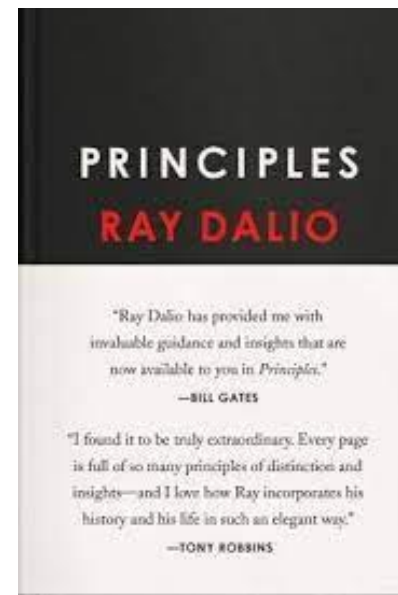 PRINCIPLES
RAY DALIO
“Ray Dalio has provided me with
invaluable guidance and insights that are
now available to you in Principles.”
—BILL GATES
“I found it to be truly extraordinary. Every page
is full of so many principles of distinction and
insights—and I love how Ray incorporates his
history and his life in such an elegant way.”
—TONY ROBBINS